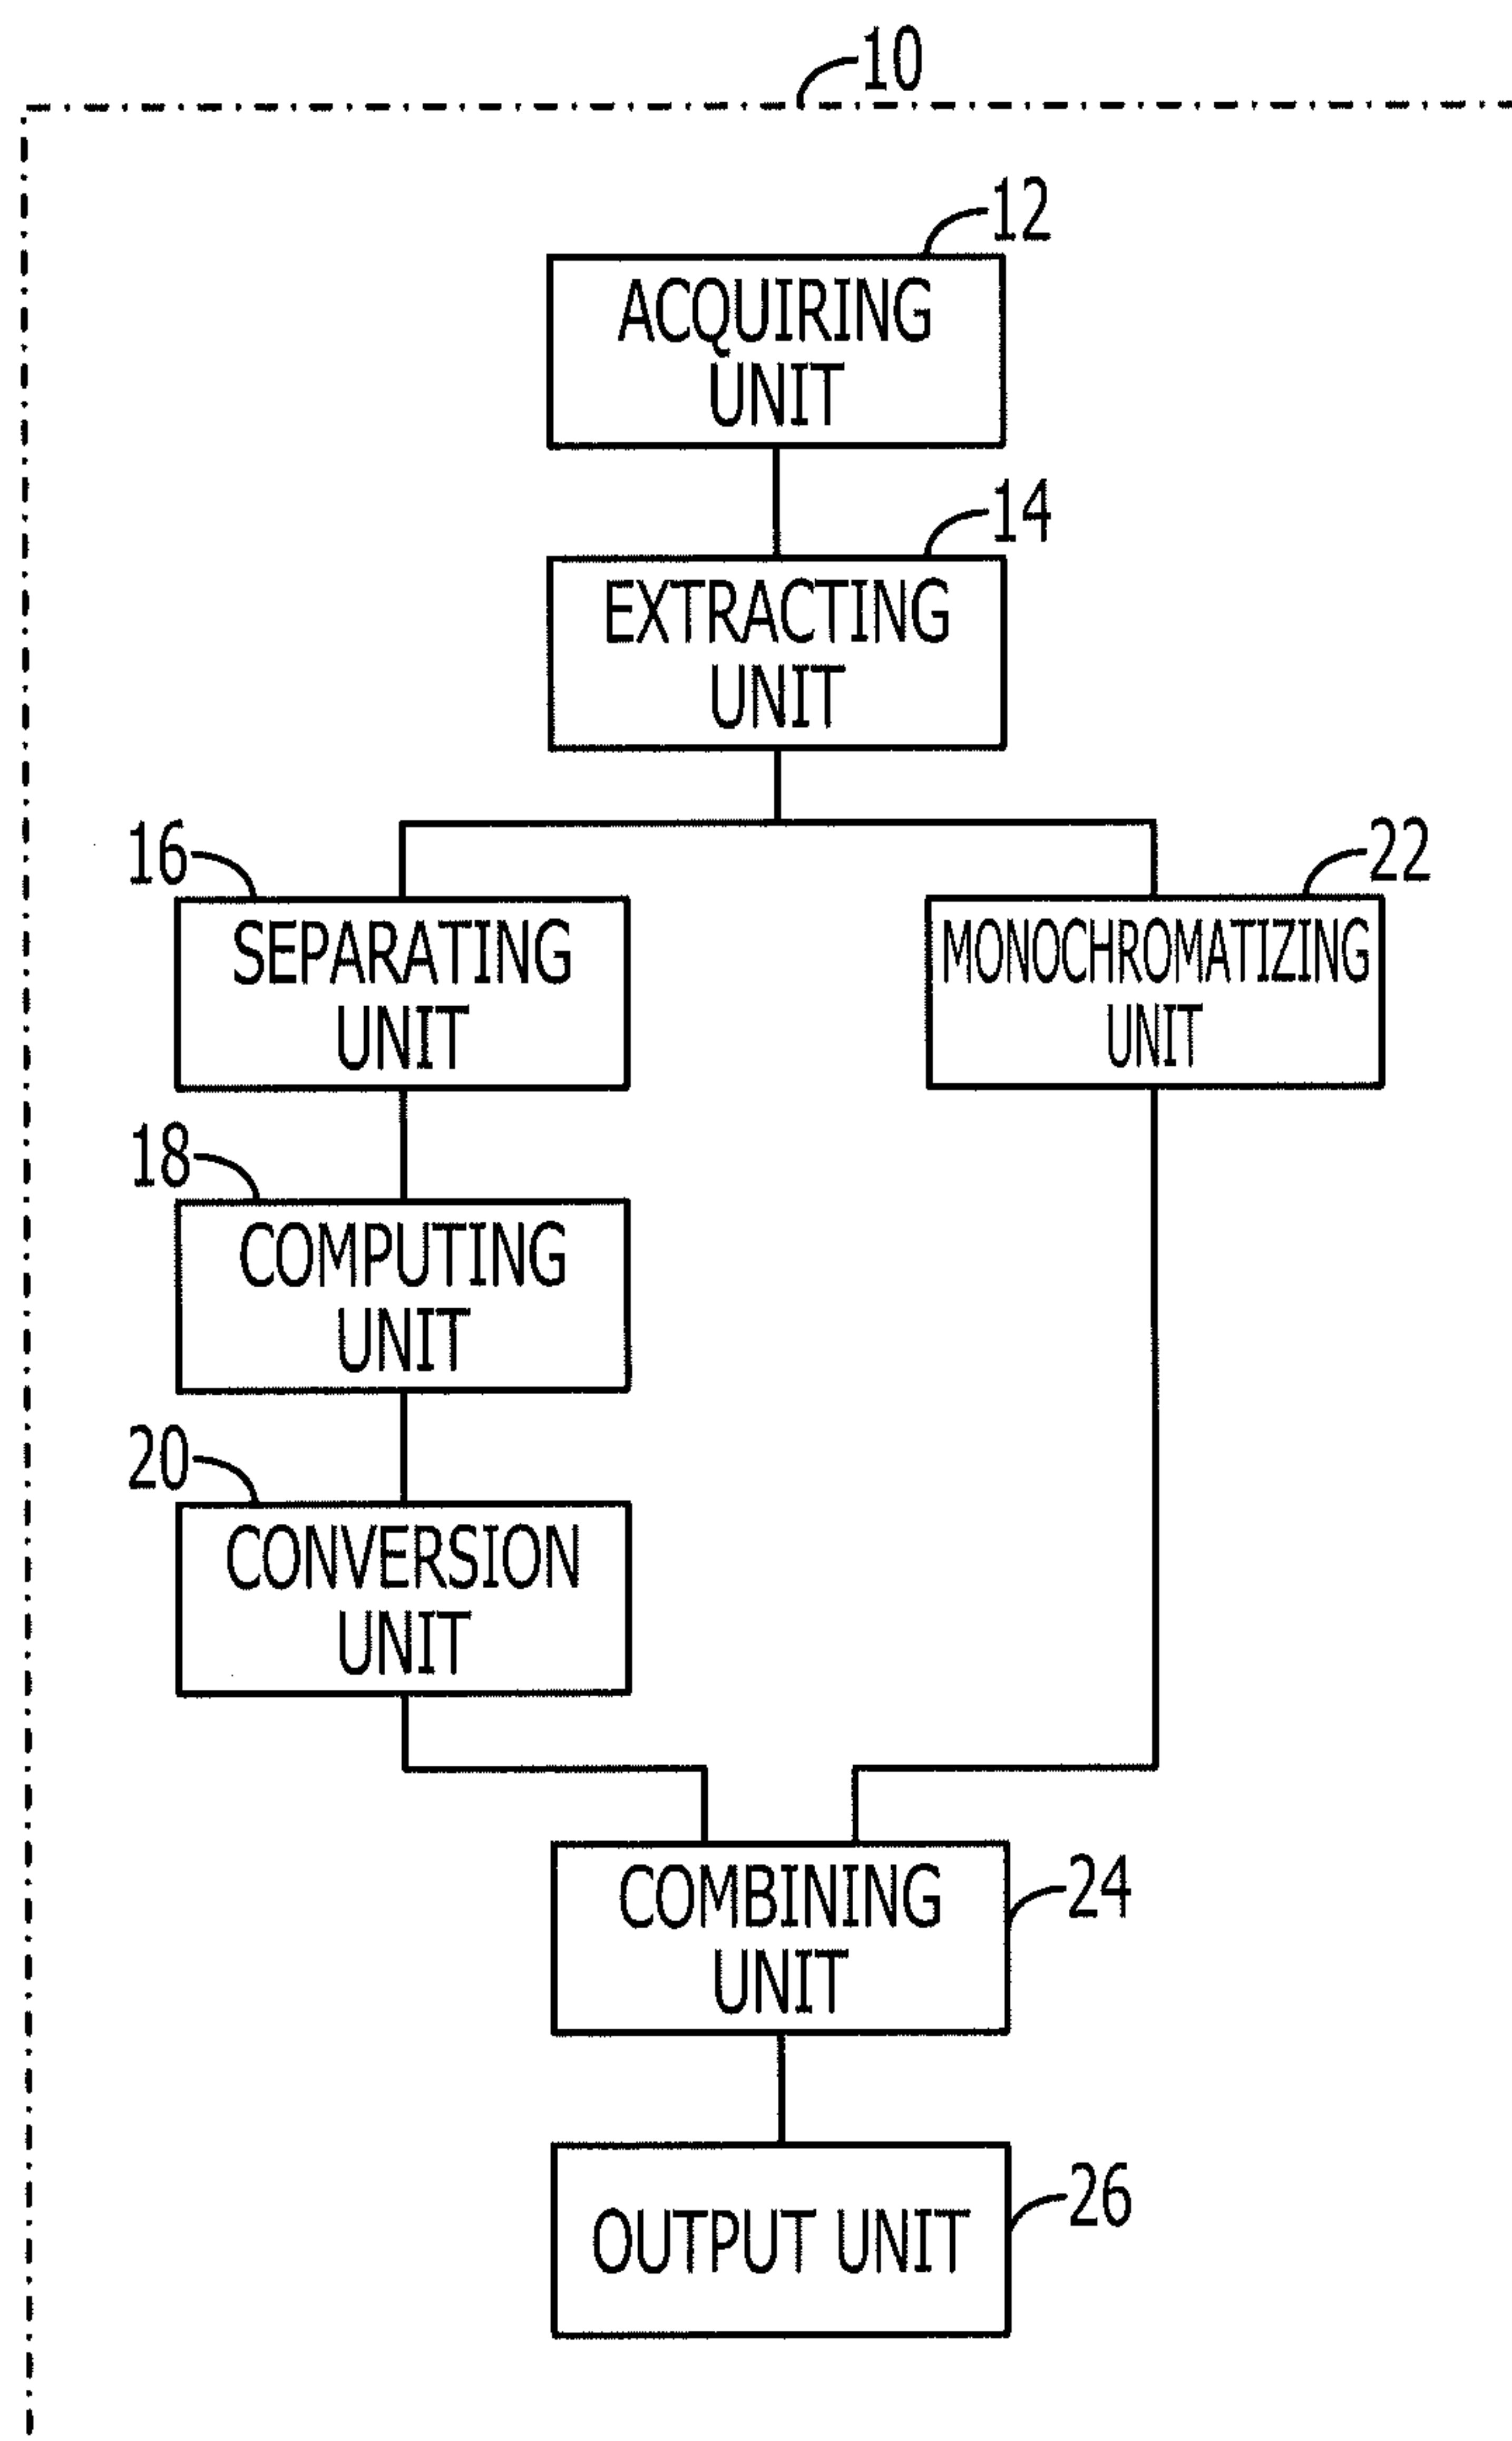 10
12
ACQUIRING
UNIT
14
EXTRACTING
UNIT
16
SEPARATING
UNIT
22
MONOCHROMATIZING
UNIT
18
COMPUTING
UNIT
20
CONVERSION
UNIT
24
COMBINING
UNIT
26
OUTPUT UNIT